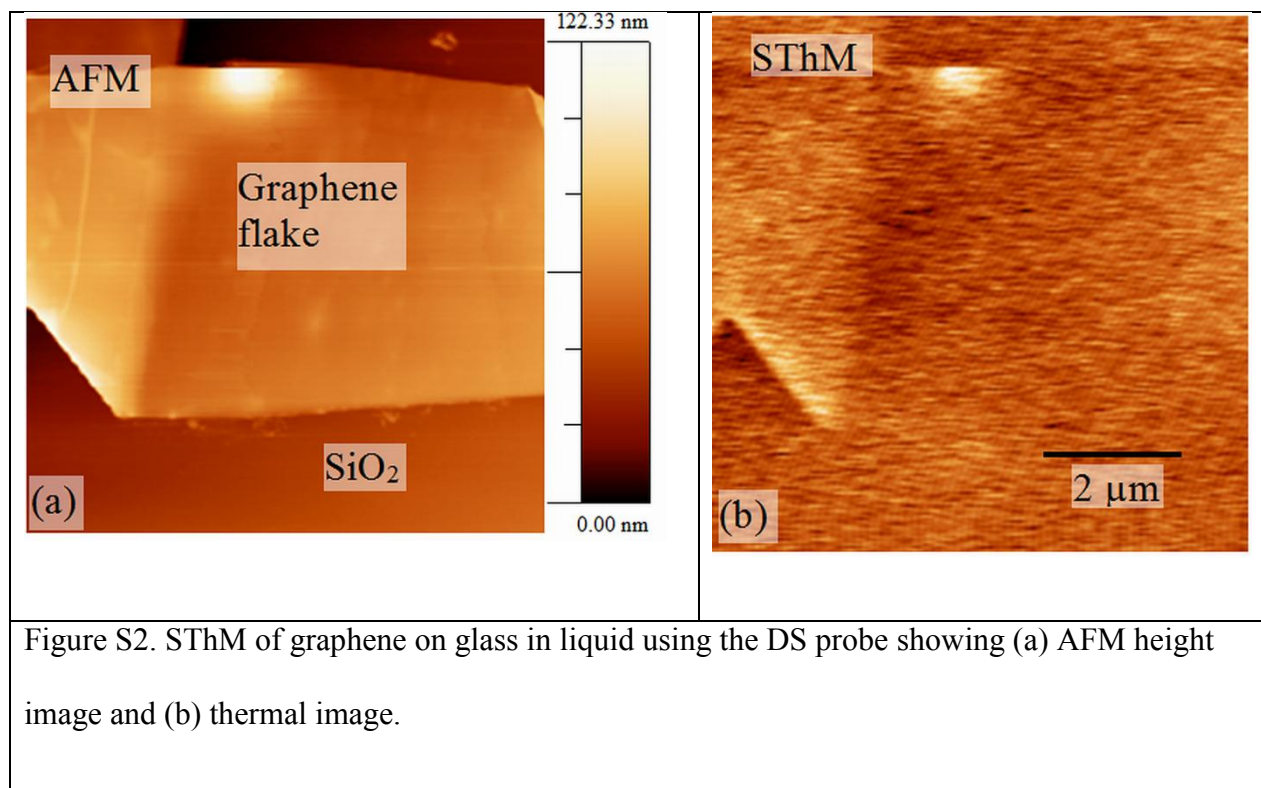 122.33 nm
AFM
Graphene
flake
SiO₂
(a)
0.00 nm
SThM
2 µm
(b)
Figure S2. SThM of graphene on glass in liquid using the DS probe showing (a) AFM height
image and (b) thermal image.